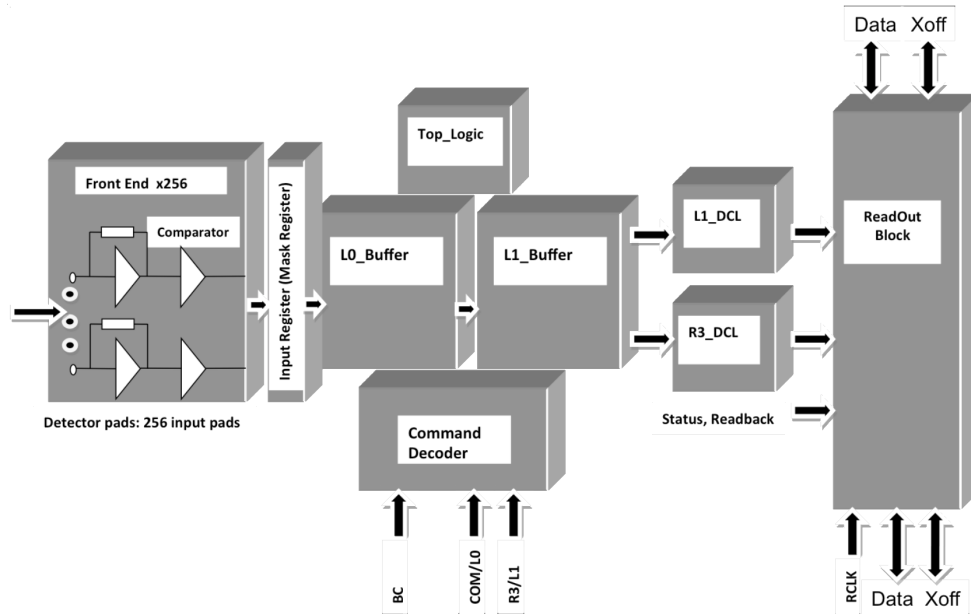 Data Xoff
Top_Logic
Front End x256
Comparator
Input Register (Mask Register)
L0_Buffer
L1_Buffer
L1_DCL
ReadOut
Block
R3_DCL
Detector pads: 256 input pads
Status, Readback
Command
Decoder
BC
COM/L0
R3/L1
RCLK
Data Xoff